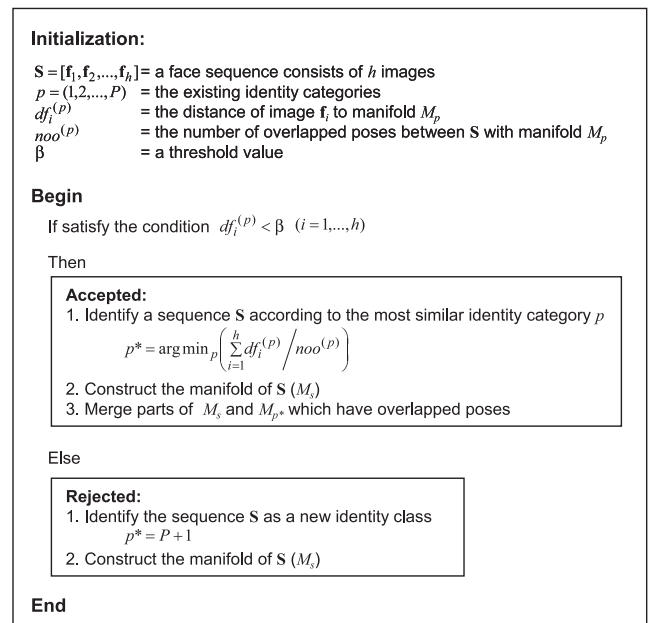 Initialization:
S = [f₁,f₂,...,fₕ] = a face sequence consists of h images
p = (1,2,...,P) = the existing identity categories
dfᵢ⁽ᵖ⁾ = the distance of image fᵢ to manifold Mₚ
noo⁽ᵖ⁾ = the number of overlapped poses between S with manifold Mₚ
β = a threshold value
Begin
If satisfy the condition dfᵢ⁽ᵖ⁾ < β (i = 1,...,h)
Then
Accepted:
1. Identify a sequence S according to the most similar identity category p
p* = arg minₚ(∑ᵢ₌₁ʰ dfᵢ⁽ᵖ⁾ / noo⁽ᵖ⁾)
2. Construct the manifold of S (Mₛ)
3. Merge parts of Mₛ and Mₚ* which have overlapped poses
Else
Rejected:
1. Identify the sequence S as a new identity class
p* = P + 1
2. Construct the manifold of S (Mₛ)
End